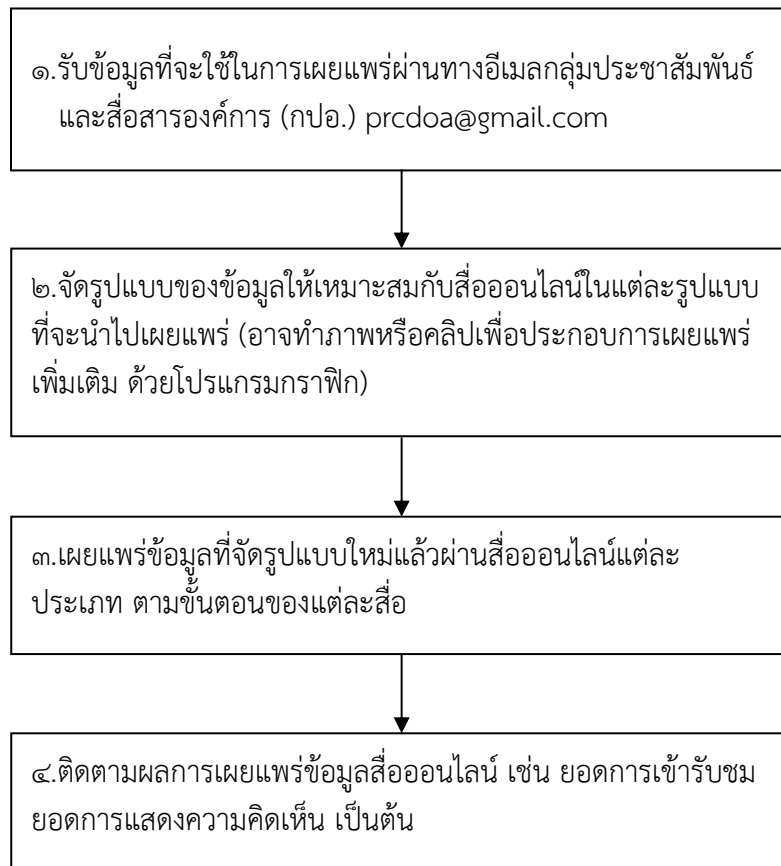 ๑.รับข้อมูลที่จะใช้ในการเผยแพร่ผ่านทางอีเมลกลุ่มประชาสัมพันธ์
และสื่อสารองค์การ (กปอ.) prcdoa@gmail.com
๒.จัดรูปแบบของข้อมูลให้เหมาะสมกับสื่อออนไลน์ในแต่ละรูปแบบ
ที่จะนำไปเผยแพร่ (อาจทำภาพหรือคลิปเพื่อประกอบการเผยแพร่
เพิ่มเติม ด้วยโปรแกรมกราฟิก)
๓.เผยแพร่ข้อมูลที่จัดรูปแบบใหม่แล้วผ่านสื่อออนไลน์แต่ละ
ประเภท ตามขั้นตอนของแต่ละสื่อ
๔.ติดตามผลการเผยแพร่ข้อมูลสื่อออนไลน์ เช่น ยอดการเข้ารับชม
ยอดการแสดงความคิดเห็น เป็นต้น